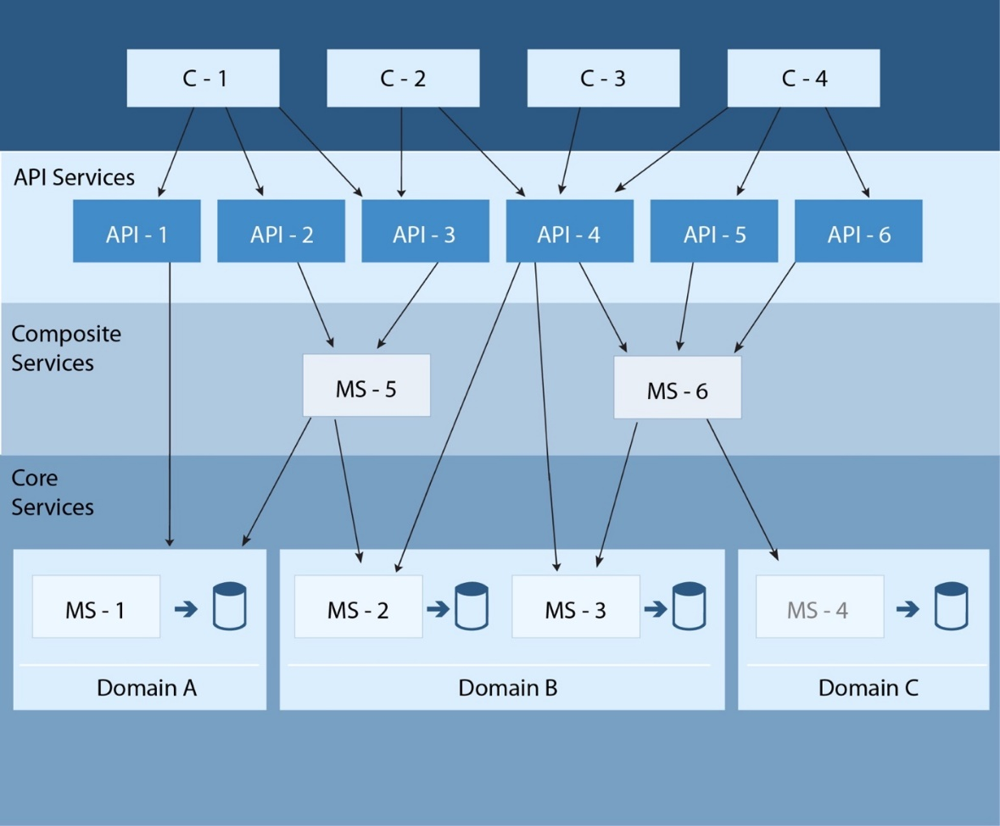 C - 1
C - 2
C - 3
C - 4
API Services
API - 1
API - 2
API - 3
API - 4
API - 5
API - 6
Composite
Services
MS - 5
MS - 6
Core
Services
MS - 1
MS - 2
MS - 3
MS - 4
Domain A
Domain B
Domain C